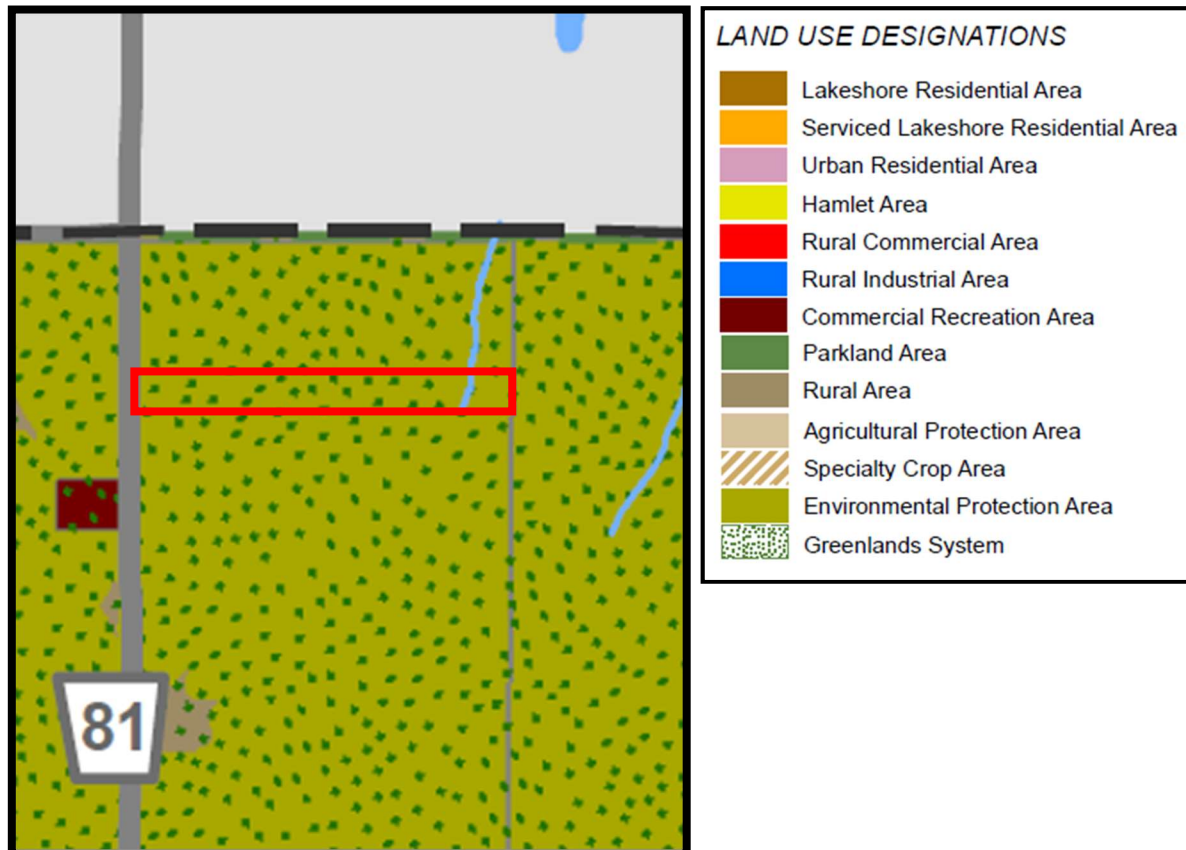 81
LAND USE DESIGNATIONS
Lakeshore Residential Area
Serviced Lakeshore Residential Area
Urban Residential Area
Hamlet Area
Rural Commercial Area
Rural Industrial Area
Commercial Recreation Area
Parkland Area
Rural Area
Agricultural Protection Area
Specialty Crop Area
Environmental Protection Area
Greenlands System